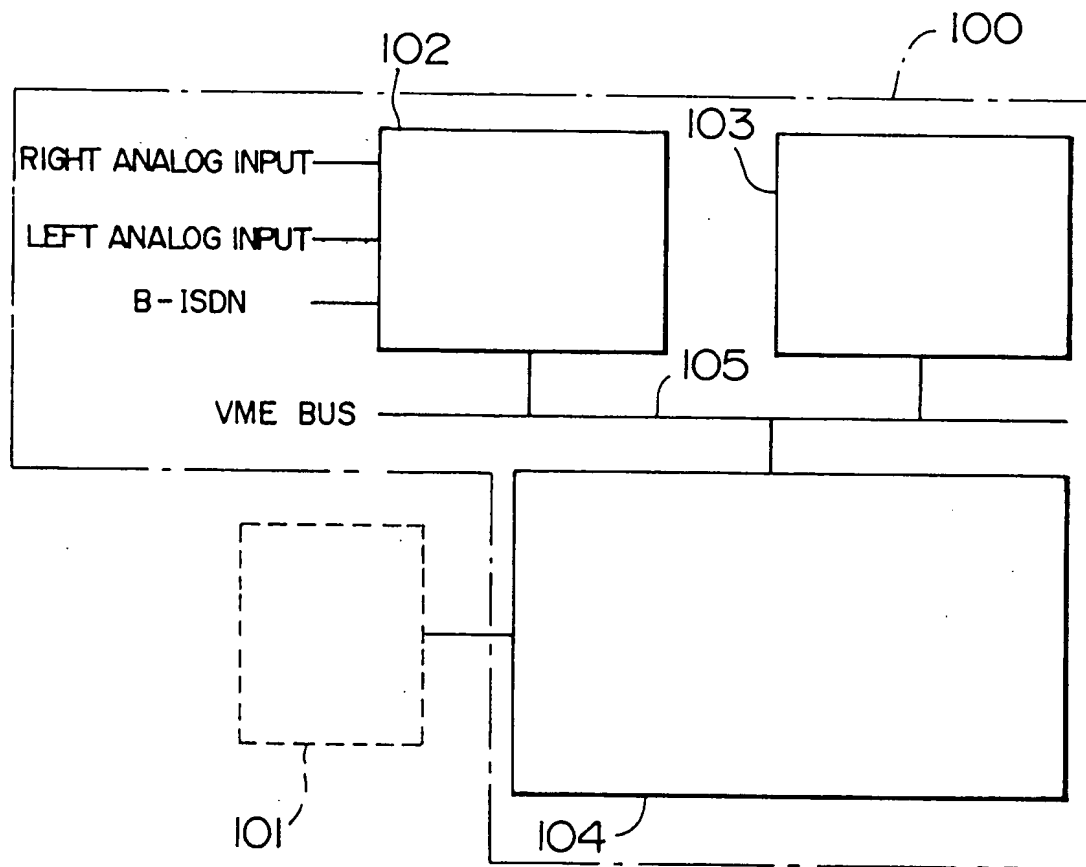 100
102
103
RIGHT ANALOG INPUT
LEFT ANALOG INPUT
B-ISDN
105
VME BUS
101
104